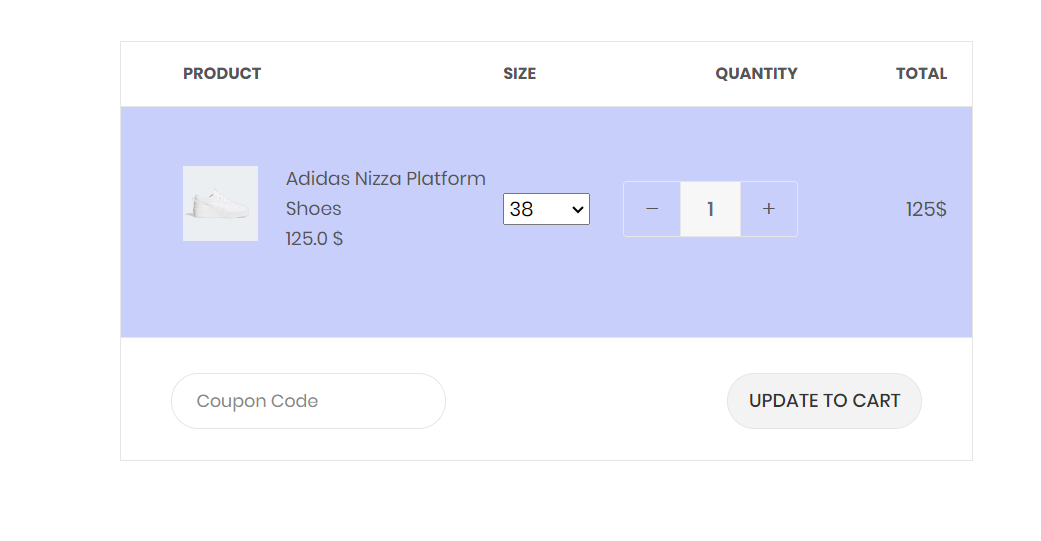 PRODUCT SIZE QUANTITY TOTAL
Adidas Nizza Platform
Shoes
125.0 $
38
− 1 +
125$
Coupon Code
UPDATE TO CART